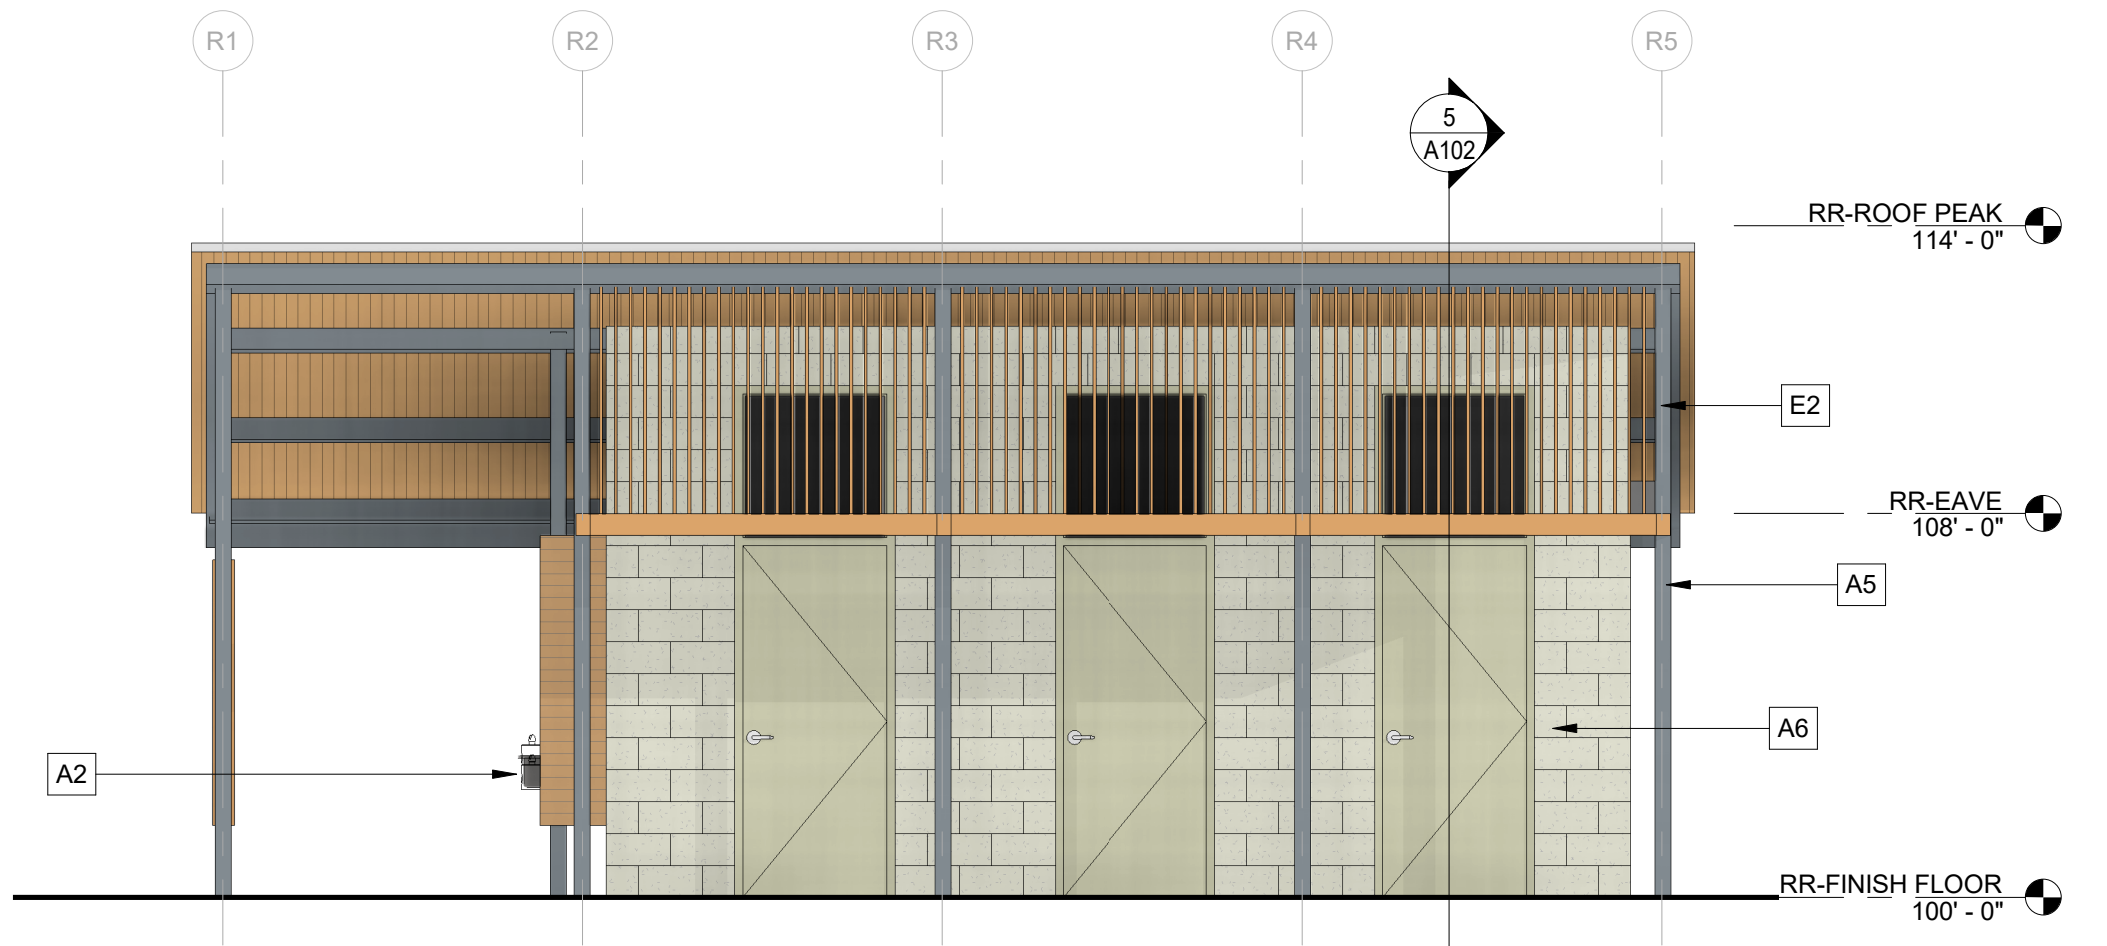 R1
R2
R3
R4
R5
5
A102
RR-ROOF PEAK
114' - 0"
E2
RR-EAVE
108' - 0"
A5
A6
A2
RR-FINISH FLOOR
100' - 0"